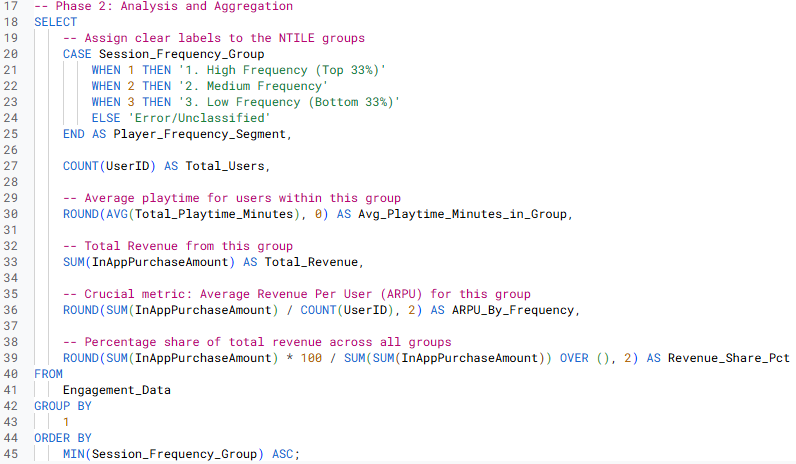 17 -- Phase 2: Analysis and Aggregation
18 SELECT
19 -- Assign clear labels to the NTILE groups
20 CASE Session_Frequency_Group
21 WHEN 1 THEN '1. High Frequency (Top 33%)'
22 WHEN 2 THEN '2. Medium Frequency'
23 WHEN 3 THEN '3. Low Frequency (Bottom 33%)'
24 ELSE 'Error/Unclassified'
25 END AS Player_Frequency_Segment,
26
27 COUNT(UserID) AS Total_Users,
28
29 -- Average playtime for users within this group
30 ROUND(AVG(Total_Playtime_Minutes), 0) AS Avg_Playtime_Minutes_in_Group,
31
32 -- Total Revenue from this group
33 SUM(InAppPurchaseAmount) AS Total_Revenue,
34
35 -- Crucial metric: Average Revenue Per User (ARPU) for this group
36 ROUND(SUM(InAppPurchaseAmount) / COUNT(UserID), 2) AS ARPU_By_Frequency,
37
38 -- Percentage share of total revenue across all groups
39 ROUND(SUM(InAppPurchaseAmount) * 100 / SUM(SUM(InAppPurchaseAmount)) OVER (), 2) AS Revenue_Share_Pct
40 FROM
41 Engagement_Data
42 GROUP BY
43 1
44 ORDER BY
45 MIN(Session_Frequency_Group) ASC;